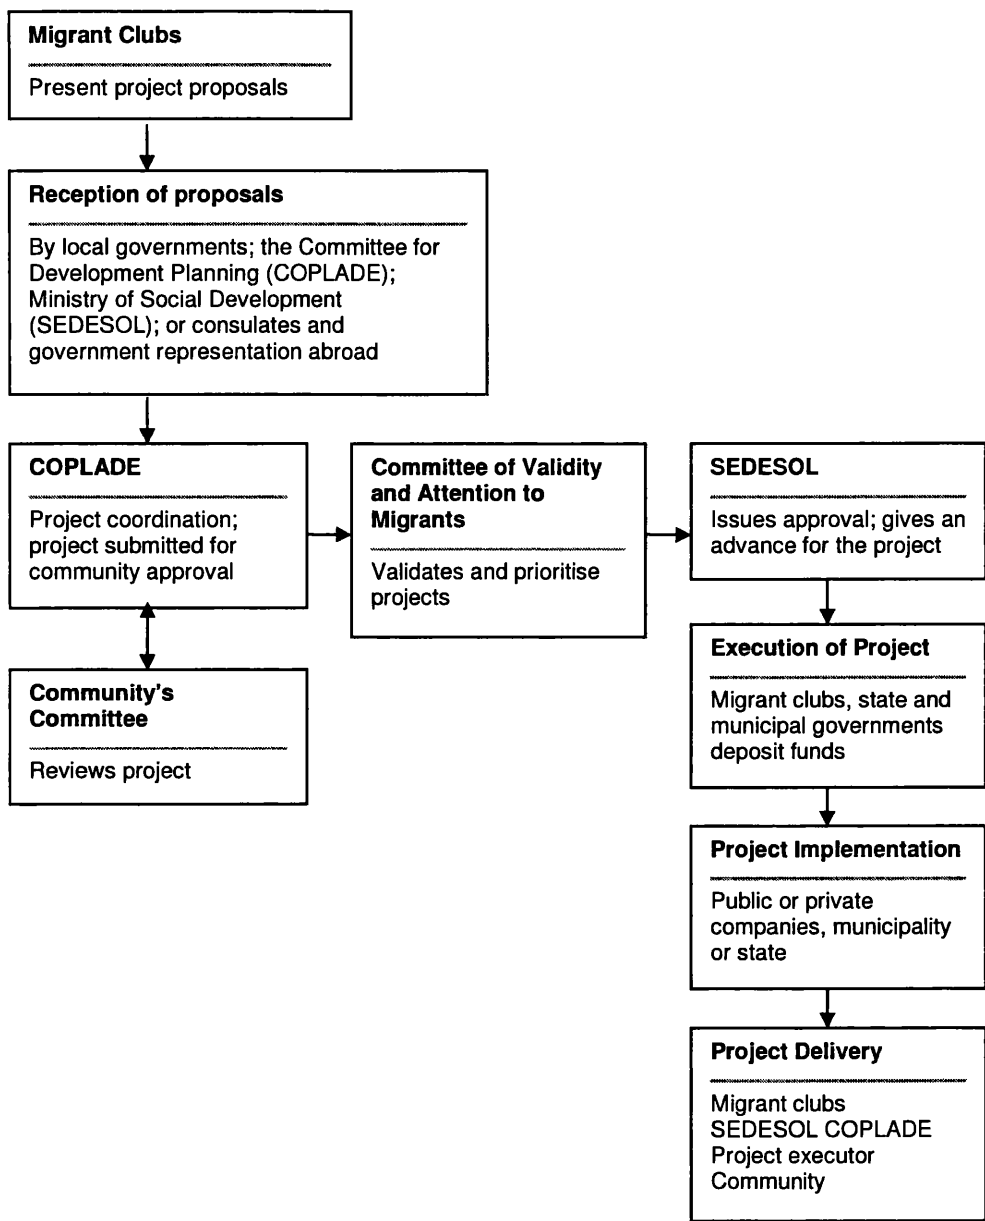 Migrant Clubs
Present project proposals
Reception of proposals
By local governments; the Committee for
Development Planning (COPLADE);
Ministry of Social Development
(SEDESOL); or consulates and
government representation abroad
COPLADE
Project coordination;
project submitted for
community approval
Committee of Validity
and Attention to
Migrants
Validates and prioritise
projects
SEDESOL
Issues approval; gives an
advance for the project
Community's
Committee
Reviews project
Execution of Project
Migrant clubs, state and
municipal governments
deposit funds
Project Implementation
Public or private
companies, municipality
or state
Project Delivery
Migrant clubs
SEDESOL COPLADE
Project executor
Community